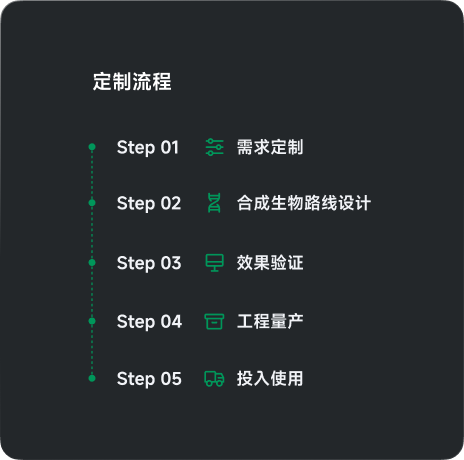 定制流程
Step 01 需求定制
Step 02 合成生物路线设计
Step 03 效果验证
Step 04 工程量产
Step 05 投入使用